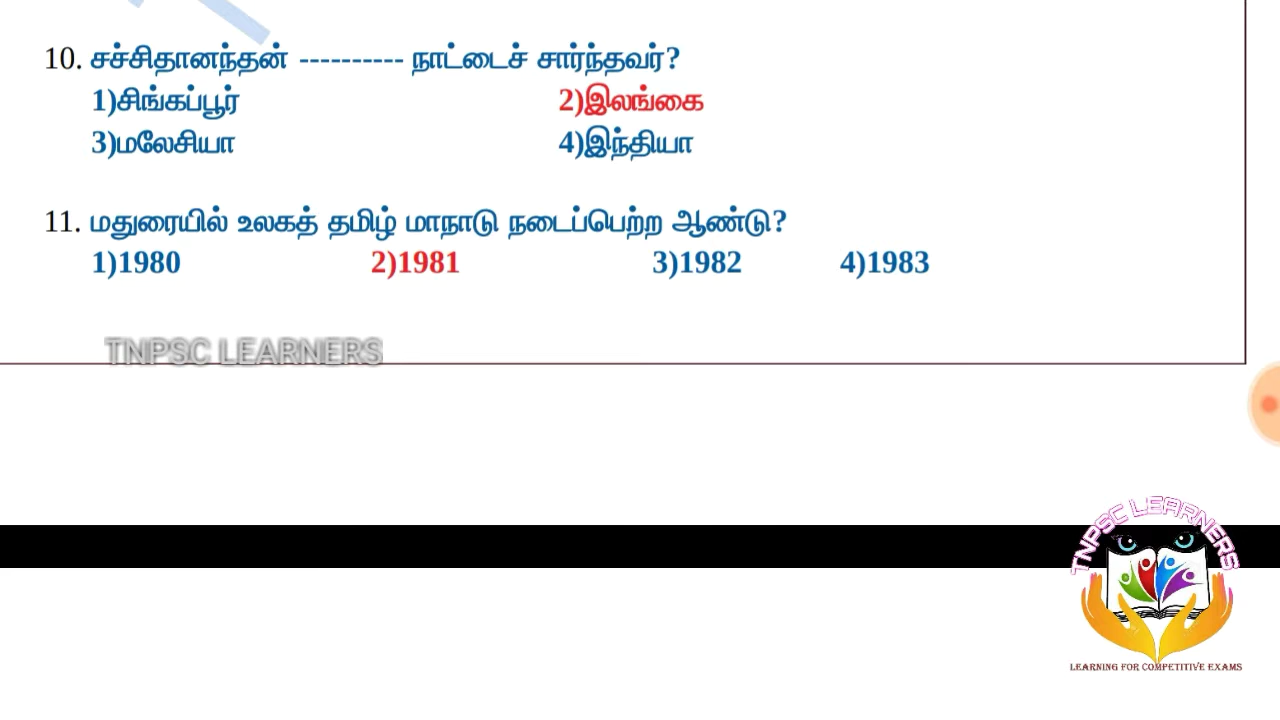 10. சச்சிதானந்தன் ---------- நாட்டைச் சார்ந்தவர்?
1)சிங்கப்பூர் 2)இலங்கை
3)மலேசியா 4)இந்தியா
11. மதுரையில் உலகத் தமிழ் மாநாடு நடைப்பெற்ற ஆண்டு?
1)1980 2)1981 3)1982 4)1983
TNPSC LEARNERS
TNPSC LEARNERS
LEARNING FOR COMPETITIVE EXAMS